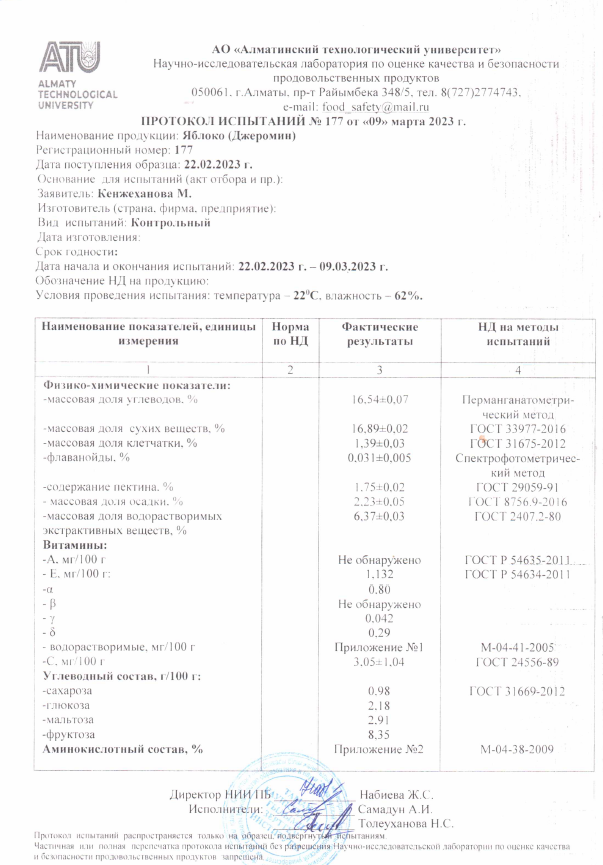 ATU
ALMATY
TECHNOLOGICAL
UNIVERSITY
АО «Алматинский технологический университет»
Научно-исследовательская лаборатория по оценке качества и безопасности
продовольственных продуктов
050061, г.Алматы, пр-т Райымбека 348/5, тел. 8(727)2774743,
e-mail: food_safety@mail.ru
ПРОТОКОЛ ИСПЫТАНИЙ № 177 от «09» марта 2023 г.
Наименование продукции: Яблоко (Джеромин)
Регистрационный номер: 177
Дата поступления образца: 22.02.2023 г.
Основание для испытаний (акт отбора и пр.):
Заявитель: Кенжеханова М.
Изготовитель (страна, фирма, предприятие):
Вид испытаний: Контрольный
Дата изготовления:
Срок годности:
Дата начала и окончания испытаний: 22.02.2023 г. – 09.03.2023 г.
Обозначение НД на продукцию:
Условия проведения испытания: температура – 22⁰С, влажность – 62%.
Наименование показателей, единицы измерения | Норма по НД | Фактические результаты | НД на методы испытаний
1 2 3 4
Физико-химические показатели:
-массовая доля углеводов, % 16,54±0,07 Перманганатометри-
ческий метод
-массовая доля сухих веществ, % 16,89±0,02 ГОСТ 33977-2016
-массовая доля клетчатки, % 1,39±0,03 ГОСТ 31675-2012
-флаванойды, % 0,031±0,005 Спектрофотометричес-
кий метод
-содержание пектина, % 1,75±0,02 ГОСТ 29059-91
- массовая доля осадки, % 2,23±0,05 ГОСТ 8756.9-2016
-массовая доля водорастворимых 6,37±0,03 ГОСТ 2407.2-80
экстрактивных веществ, %
Витамины:
-А, мг/100 г Не обнаружено ГОСТ Р 54635-2011
- Е, мг/100 г: 1,132 ГОСТ Р 54634-2011
-α 0,80
- β Не обнаружено
- γ 0,042
- δ 0,29
- водорастворимые, мг/100 г Приложение №1 М-04-41-2005
-С, мг/100 г 3,05±1,04 ГОСТ 24556-89
Углеводный состав, г/100 г:
-сахароза 0,98 ГОСТ 31669-2012
-глюкоза 2,18
-мальтоза 2,91
-фруктоза 8,35
Аминокислотный состав, % Приложение №2 М-04-38-2009
Директор НИИ ПБ Набиева Ж.С.
Исполнители: Самадун А.И.
Толеуханова Н.С.
Протокол испытаний распространяется только на образец, подвергнутый испытаниям.
Частичная или полная перепечатка протокола испытаний без разрешения Научно-исследовательской лаборатории по оценке качества
и безопасности продовольственных продуктов запрещена